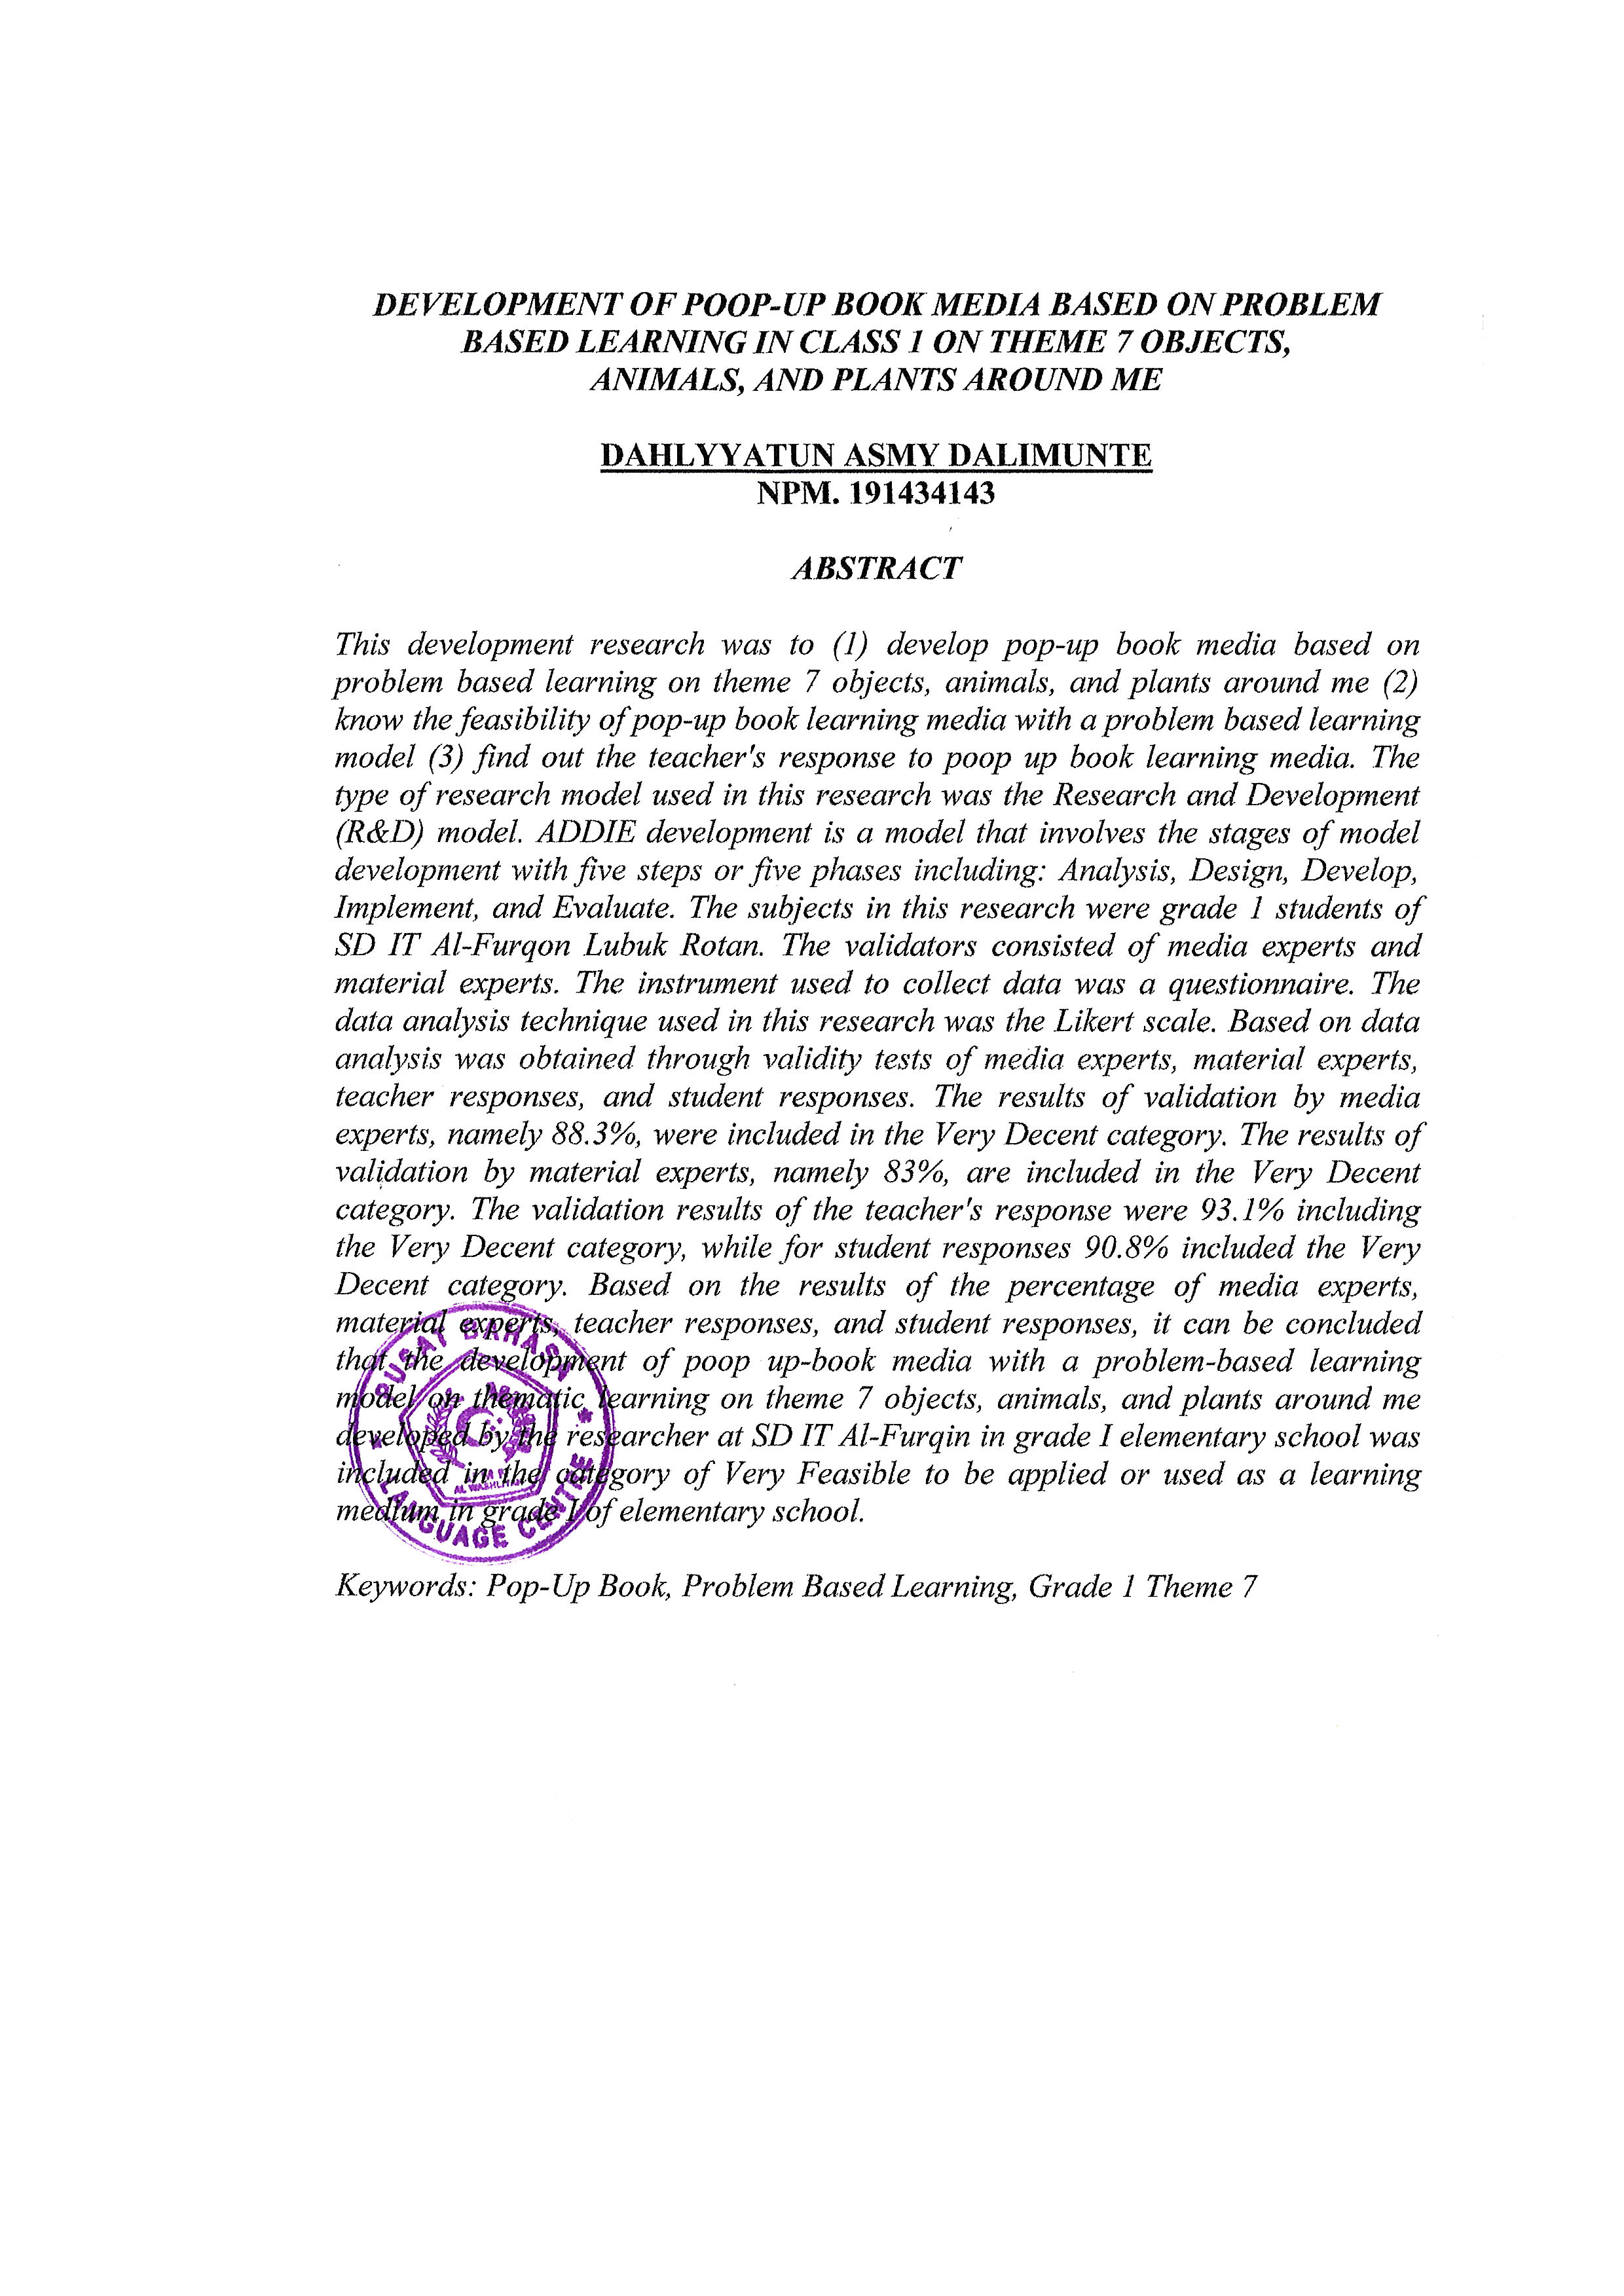 DEVELOPMENT OF POOP-UP BOOK MEDIA BASED ON PROBLEM
BASED LEARNING IN CLASS 1 ON THEME 7 OBJECTS,
ANIMALS, AND PLANTS AROUND ME
DAHLYYATUN ASMY DALIMUNTE
NPM. 191434143
ABSTRACT
This development research was to (1) develop pop-up book media based on
problem based learning on theme 7 objects, animals, and plants around me (2)
know the feasibility of pop-up book learning media with a problem based learning
model (3) find out the teacher's response to poop up book learning media. The
type of research model used in this research was the Research and Development
(R&D) model. ADDIE development is a model that involves the stages of model
development with five steps or five phases including: Analysis, Design, Develop,
Implement, and Evaluate. The subjects in this research were grade 1 students of
SD IT Al-Furqon Lubuk Rotan. The validators consisted of media experts and
material experts. The instrument used to collect data was a questionnaire. The
data analysis technique used in this research was the Likert scale. Based on data
analysis was obtained through validity tests of media experts, material experts,
teacher responses, and student responses. The results of validation by media
experts, namely 88.3%, were included in the Very Decent category. The results of
validation by material experts, namely 83%, are included in the Very Decent
category. The validation results of the teacher's response were 93.1% including
the Very Decent category, while for student responses 90.8% included the Very
Decent category. Based on the results of the percentage of media experts,
material experts, teacher responses, and student responses, it can be concluded
that the development of poop up-book media with a problem-based learning
model on thematic learning on theme 7 objects, animals, and plants around me
developed by the researcher at SD IT Al-Furqin in grade I elementary school was
included in the category of Very Feasible to be applied or used as a learning
medium in grade I of elementary school.
PUSAT BAHASA
AL WASHLIYAH
LANGUAGE CENTRE
Keywords: Pop-Up Book, Problem Based Learning, Grade 1 Theme 7